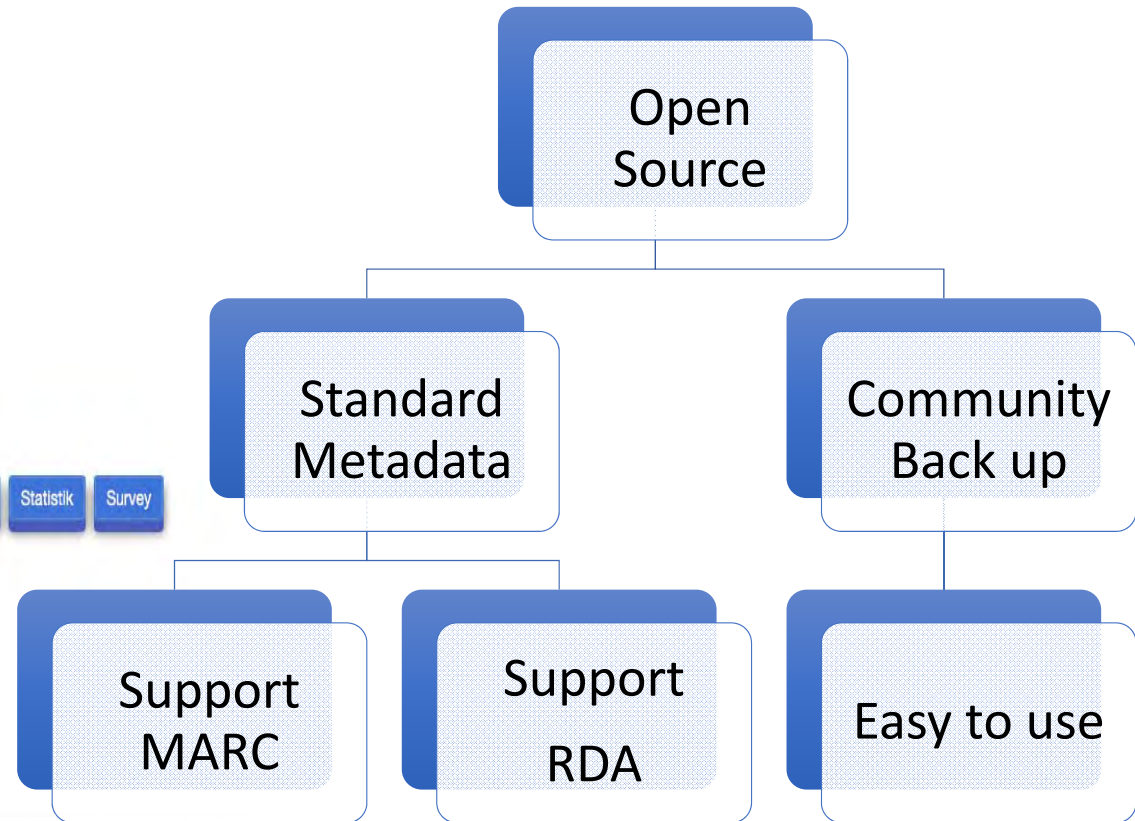 Open
Source
Standard
Metadata
Community
Back up
Statistik
Survey
Support
MARC
Support
RDA
Easy to use